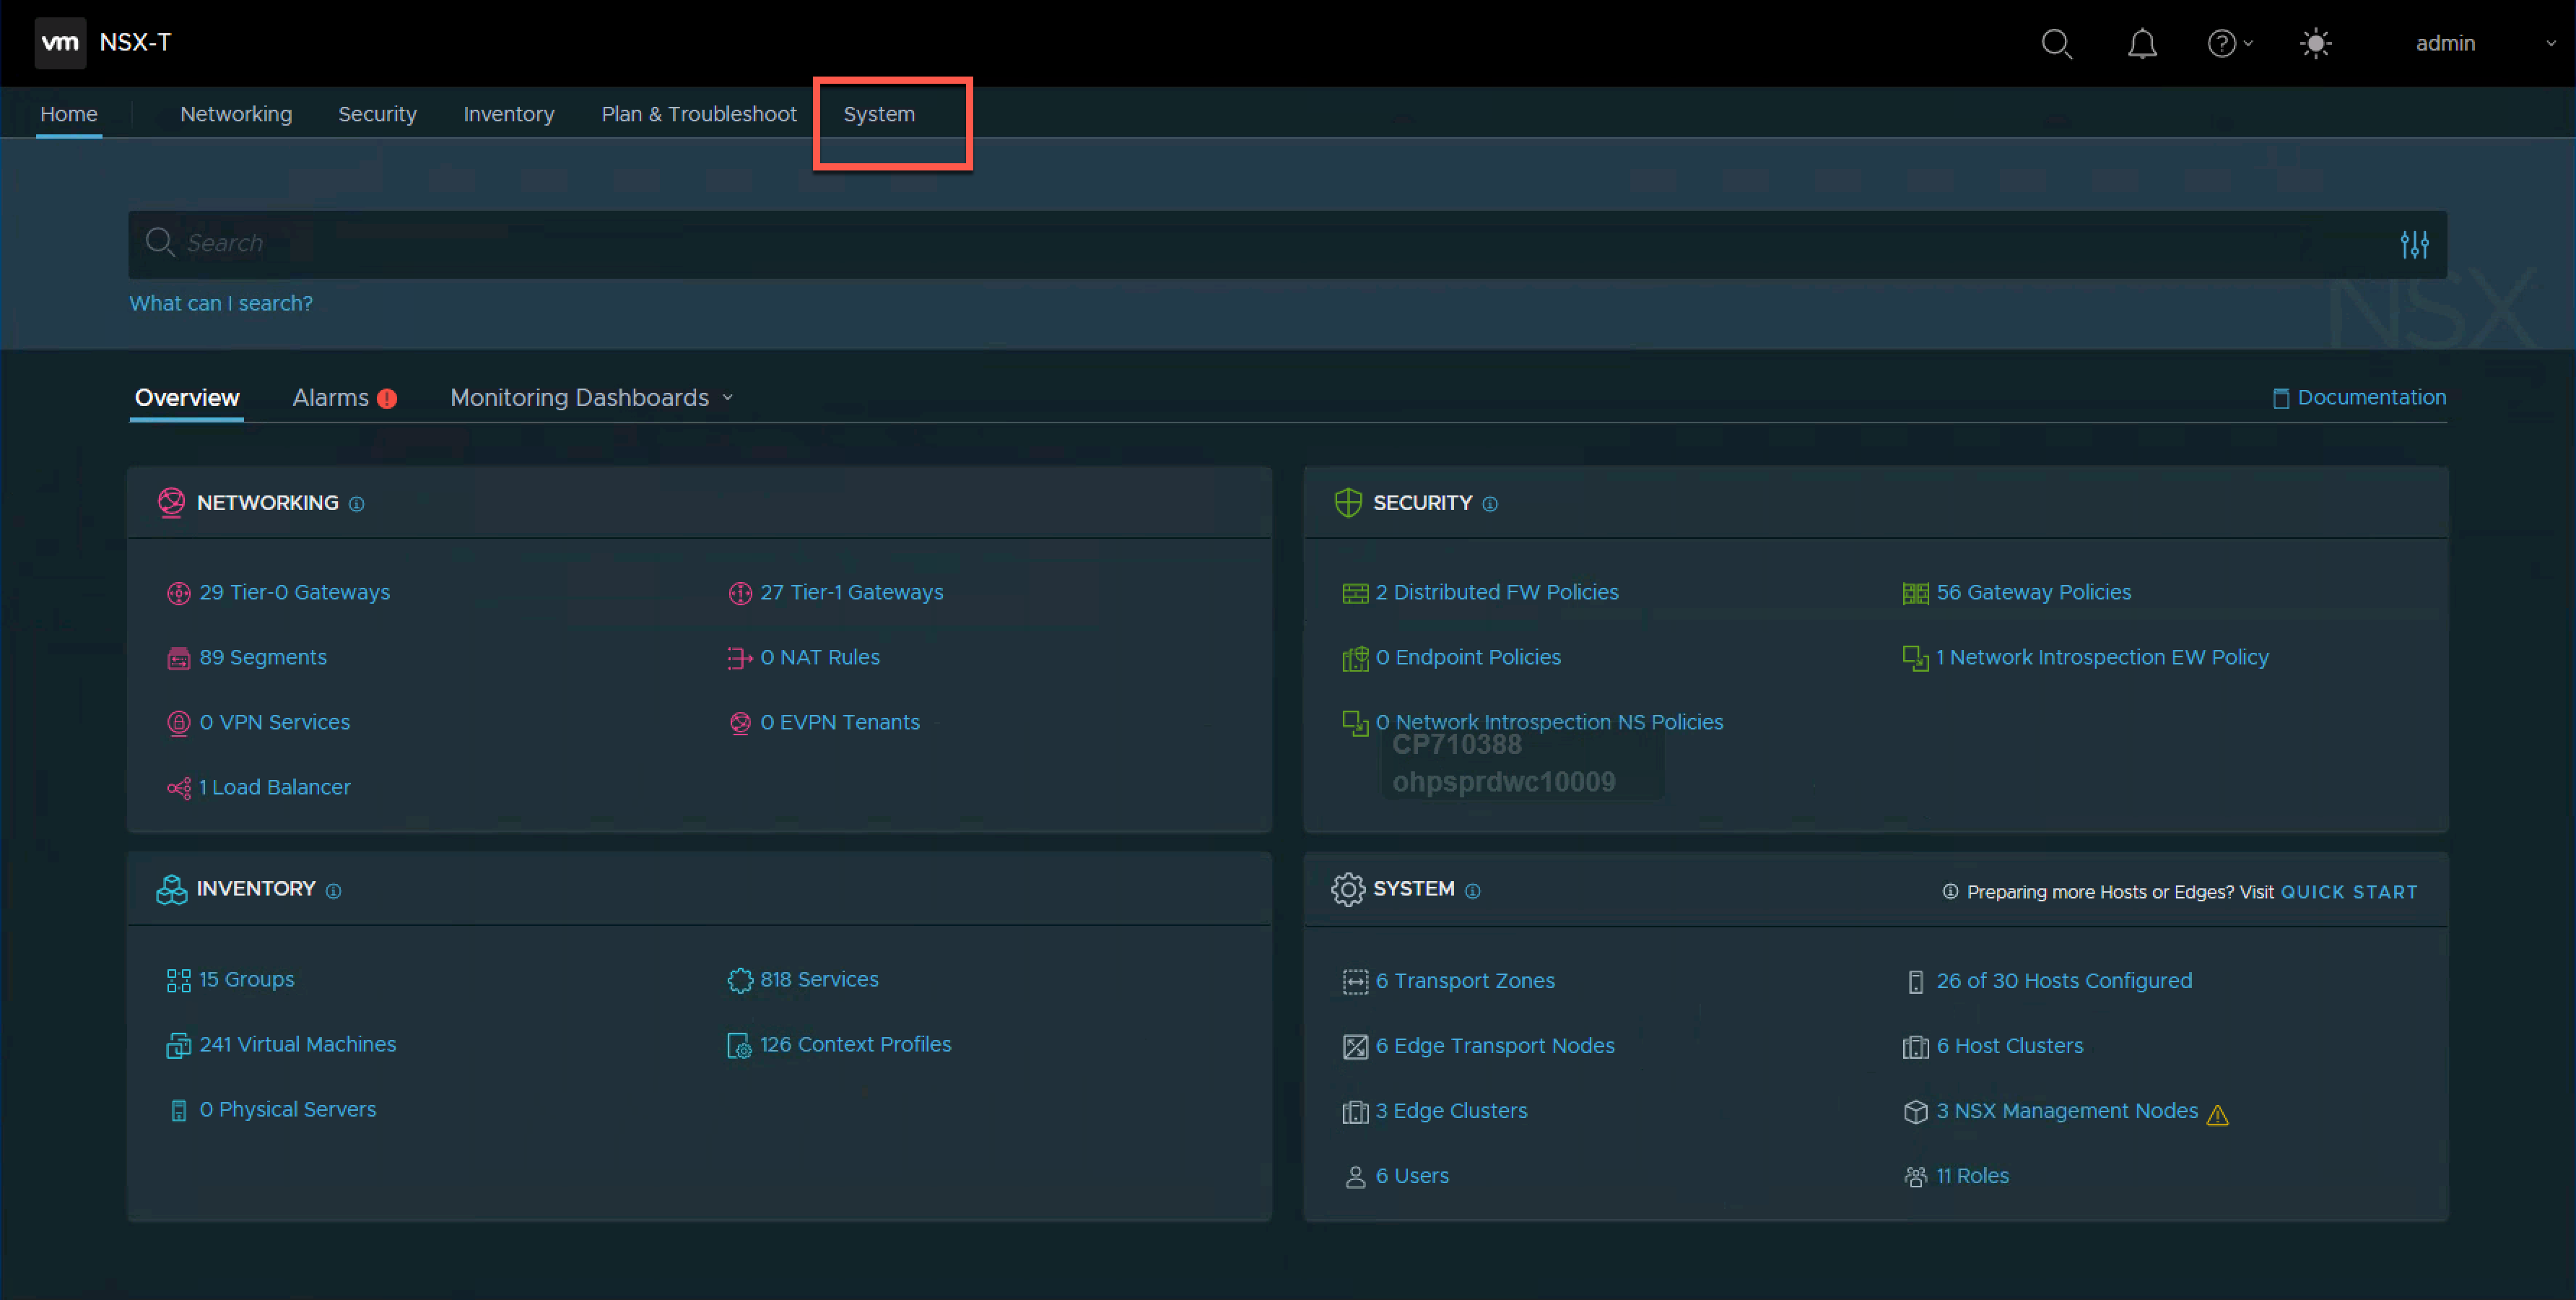 vm NSX-T admin
Home Networking Security Inventory Plan & Troubleshoot System
Search
What can I search?
NSX
Overview Alarms Monitoring Dashboards Documentation
NETWORKING
29 Tier-0 Gateways 27 Tier-1 Gateways
89 Segments 0 NAT Rules
0 VPN Services 0 EVPN Tenants
1 Load Balancer
SECURITY
2 Distributed FW Policies 56 Gateway Policies
0 Endpoint Policies 1 Network Introspection EW Policy
0 Network Introspection NS Policies
CP710388
ohpsprdwc10009
INVENTORY
15 Groups 818 Services
241 Virtual Machines 126 Context Profiles
0 Physical Servers
SYSTEM Preparing more Hosts or Edges? Visit QUICK START
6 Transport Zones 26 of 30 Hosts Configured
6 Edge Transport Nodes 6 Host Clusters
3 Edge Clusters 3 NSX Management Nodes
6 Users 11 Roles